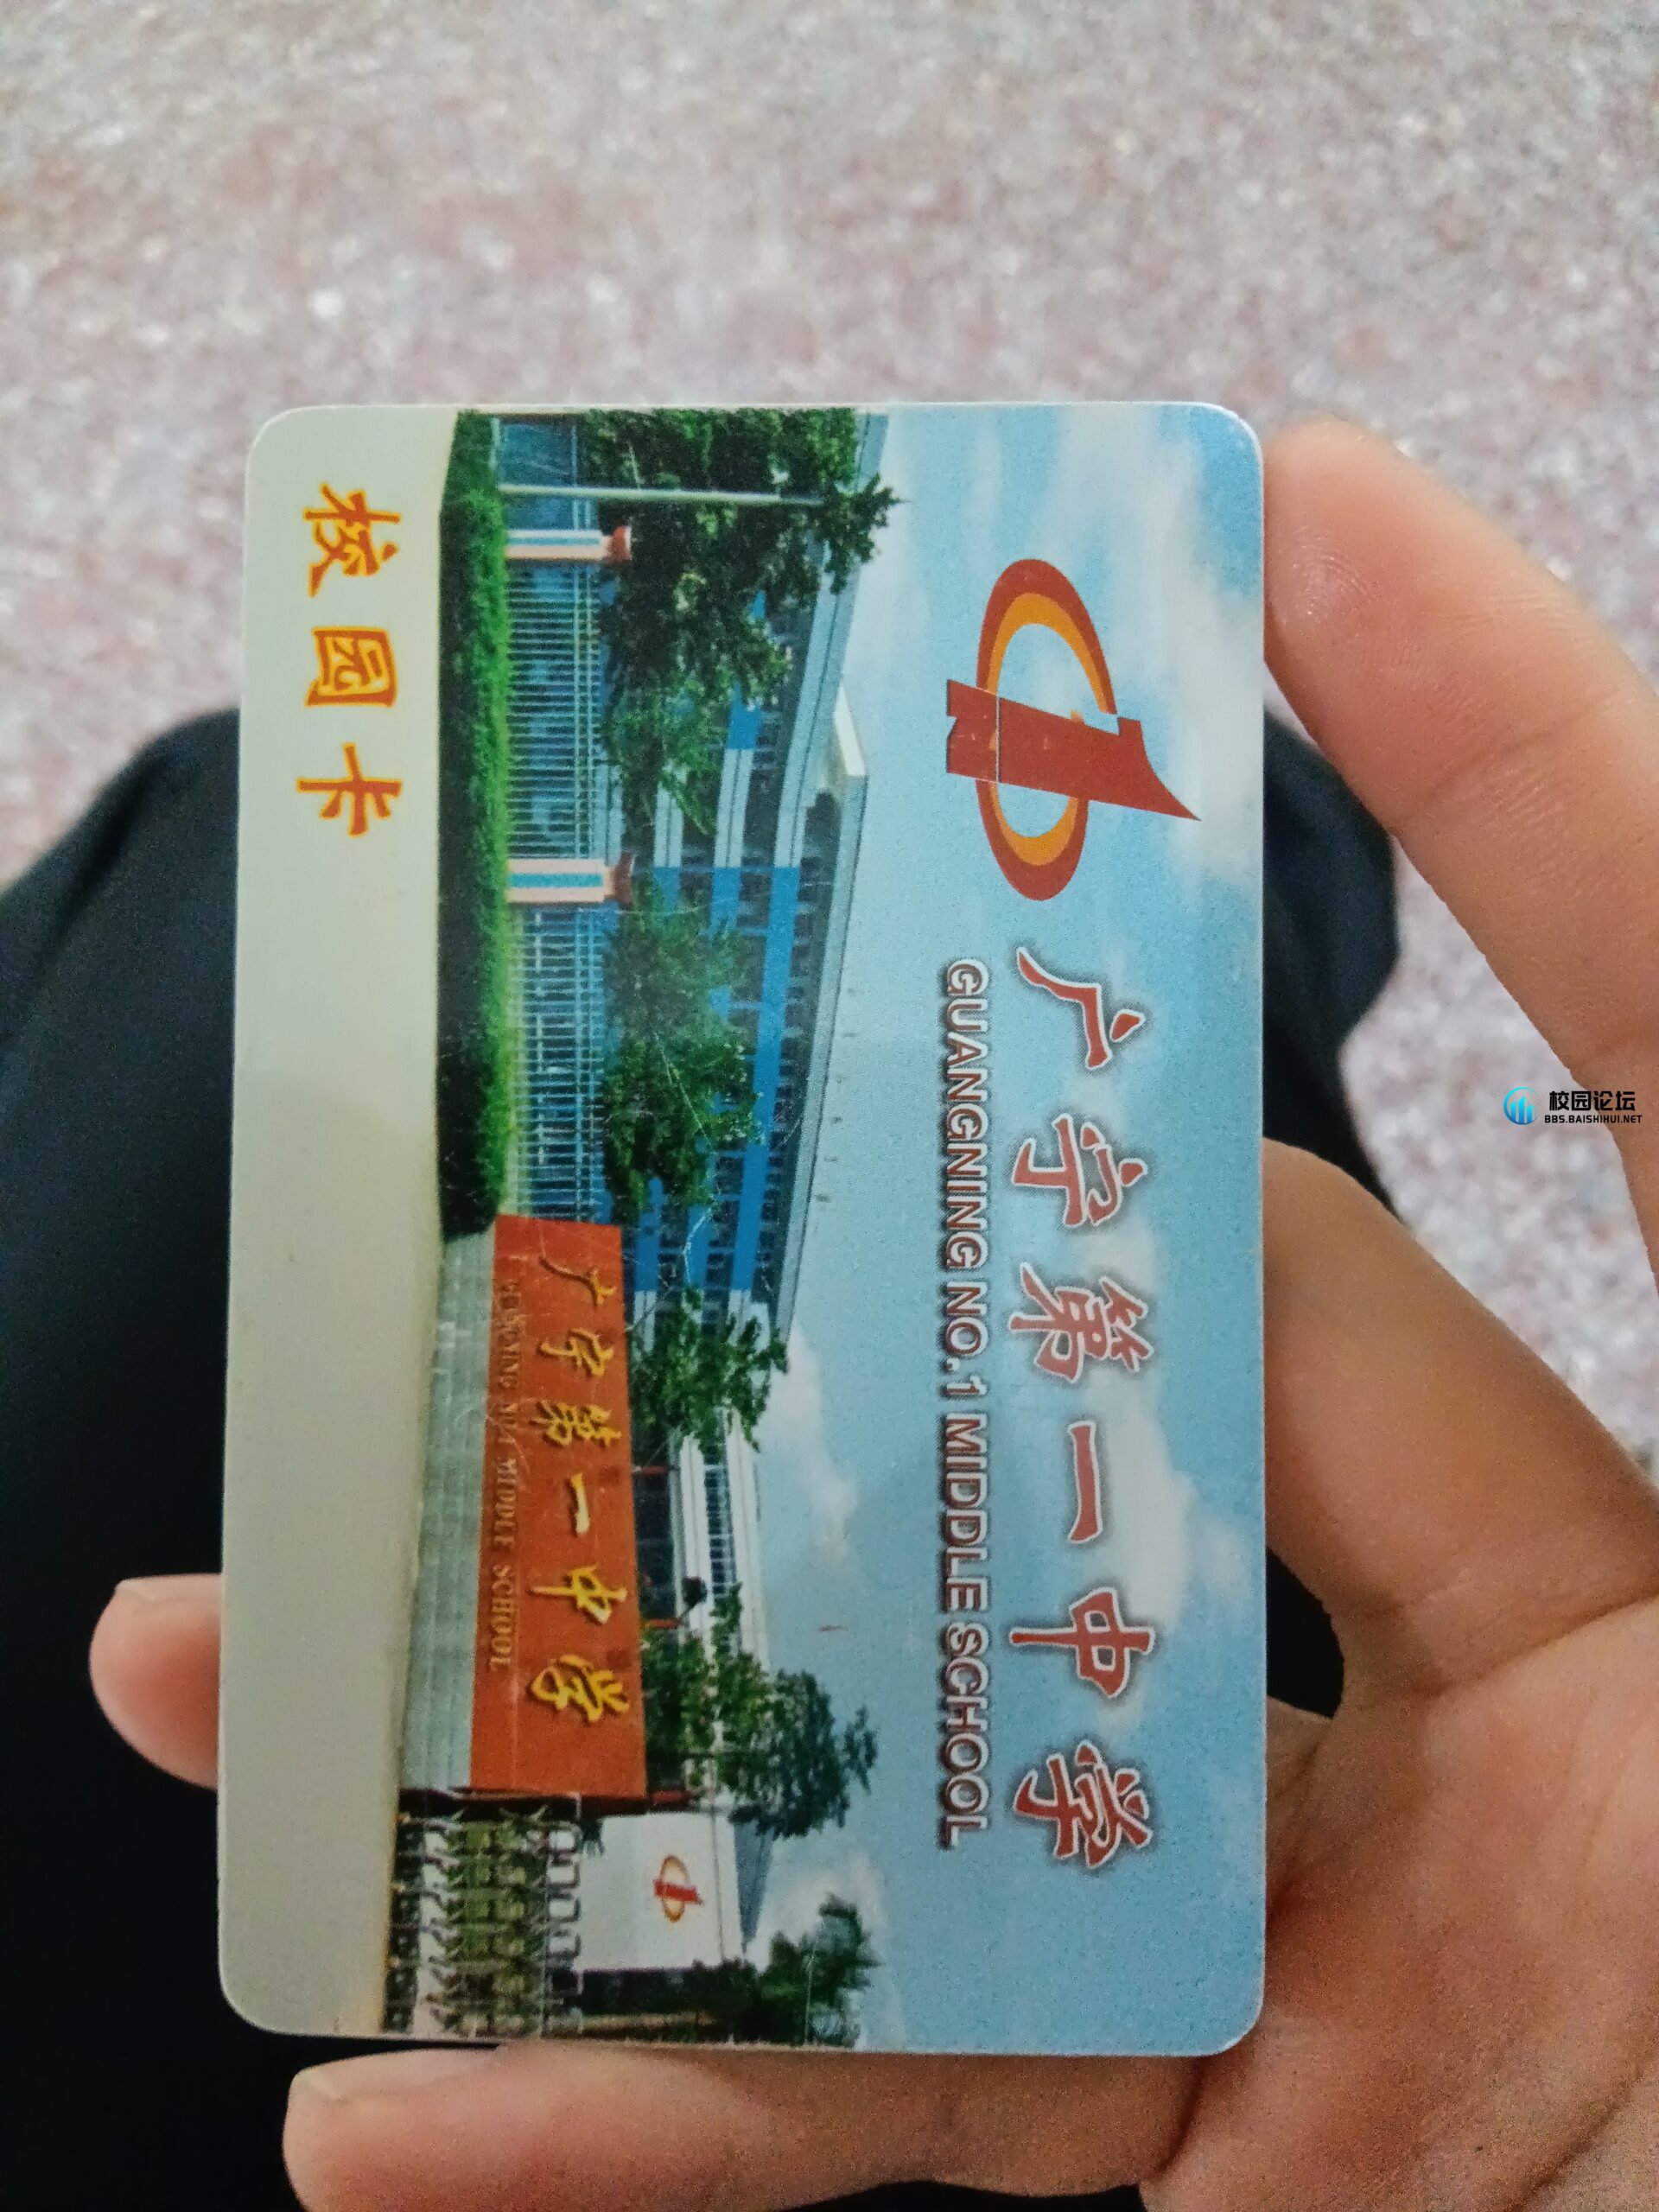 广宁第一中学
GUANGNING NO.1 MIDDLE SCHOOL
广宁第一中学
MIDDLE SCHOOL
校园卡
校园论坛
BBS.BAISHIHUI.NET